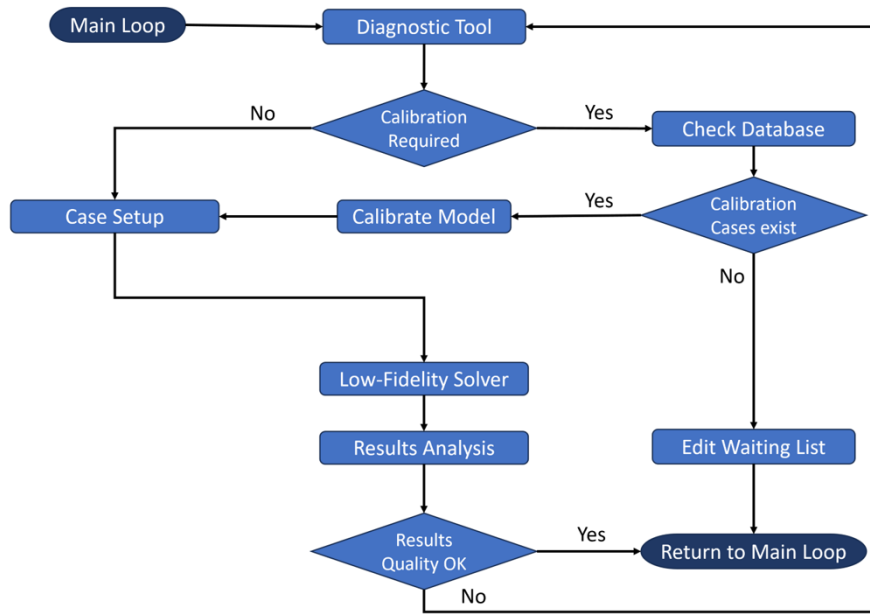 Main Loop
Diagnostic Tool
No
Calibration
Required
Yes
Check Database
Case Setup
Calibrate Model
Yes
Calibration
Cases exist
No
Low-Fidelity Solver
Results Analysis
Edit Waiting List
Results
Quality OK
Yes
Return to Main Loop
No